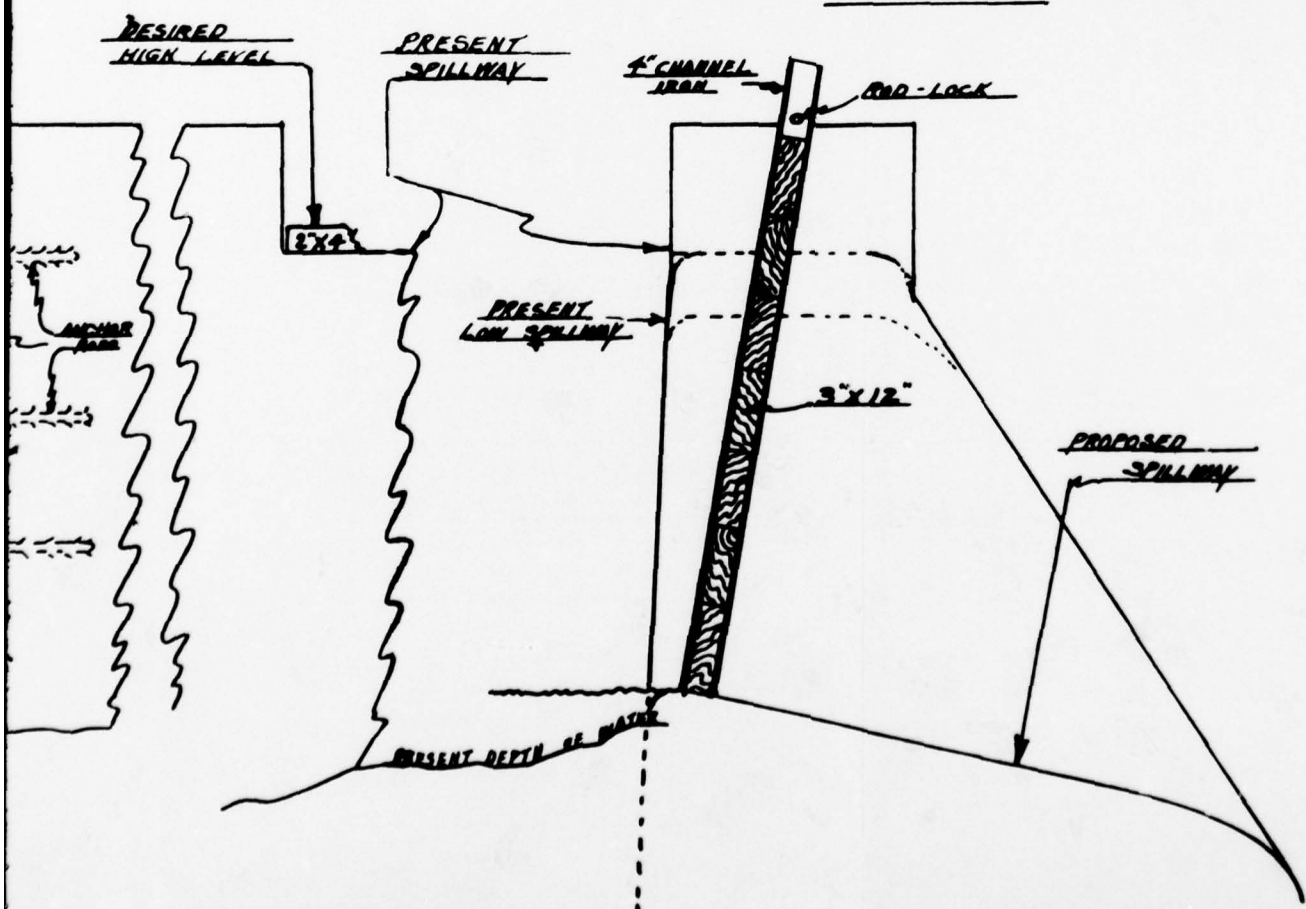 DESIRED
HIGH LEVEL
PRESENT
SPILLWAY
4" CHANNEL
IRON
ROD-LOCK
2"X4"
ANCHOR
PRESENT
LOW SPILLWAY
3"X12"
PROPOSED
SPILLWAY
PRESENT DEPTH OF WATER